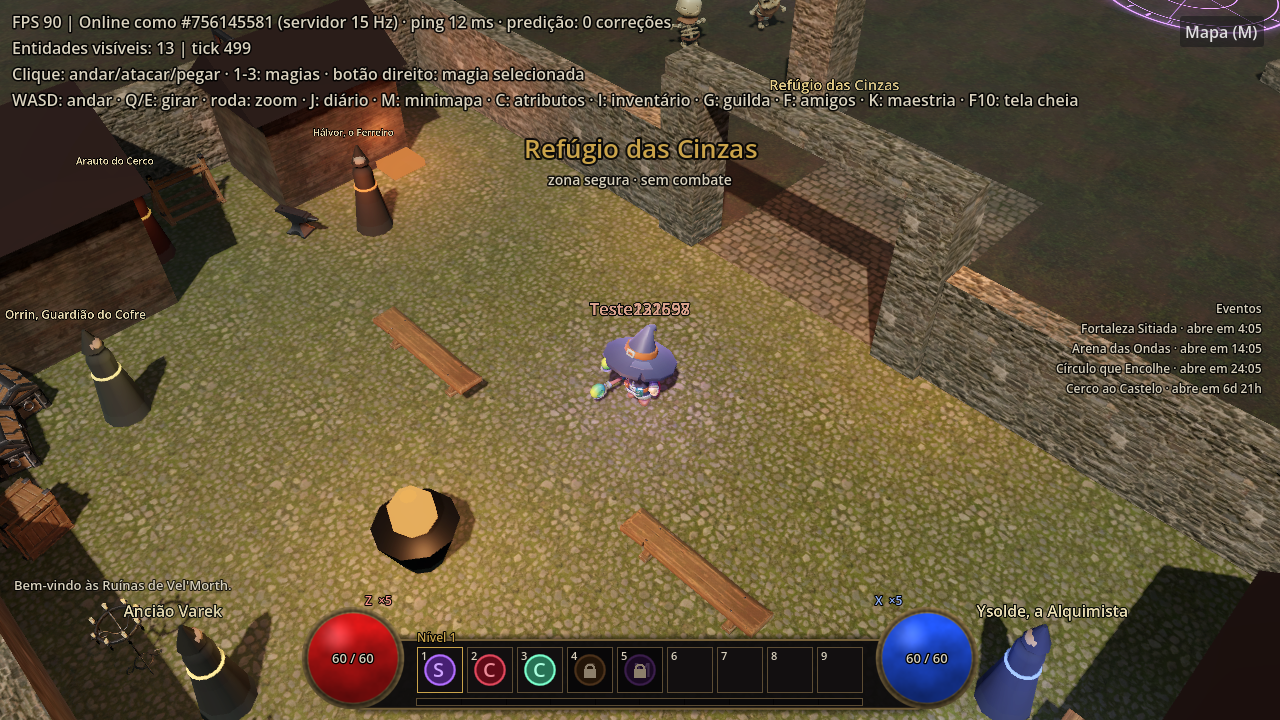 FPS 90 | Online como #756145581 (servidor 15 Hz) · ping 12 ms · predição: 0 correções
Entidades visíveis: 13 | tick 499
Clique: andar/atacar/pegar · 1-3: magias · botão direito: magia selecionada
WASD: andar · Q/E: girar · roda: zoom · J: diário · M: minimapa · C: atributos · I: inventário · G: guilda · F: amigos · K: maestria · F10: tela cheia
Mapa (M)
Refúgio das Cinzas
Hálvor, o Ferreiro
Arauto do Cerco
Refúgio das Cinzas
zona segura · sem combate
Orrin, Guardião do Cofre
Eventos
Fortaleza Sitiada · abre em 4:05
Arena das Ondas · abre em 14:05
Círculo que Encolhe · abre em 24:05
Cerco ao Castelo · abre em 6d 21h
Bem-vindo às Ruínas de Vel'Morth.
Ancião Varek
Ysolde, a Alquimista
Z ×5
X ×5
Nível 1
60 / 60
1 2 3 4 5 6 7 8 9
S C C
60 / 60